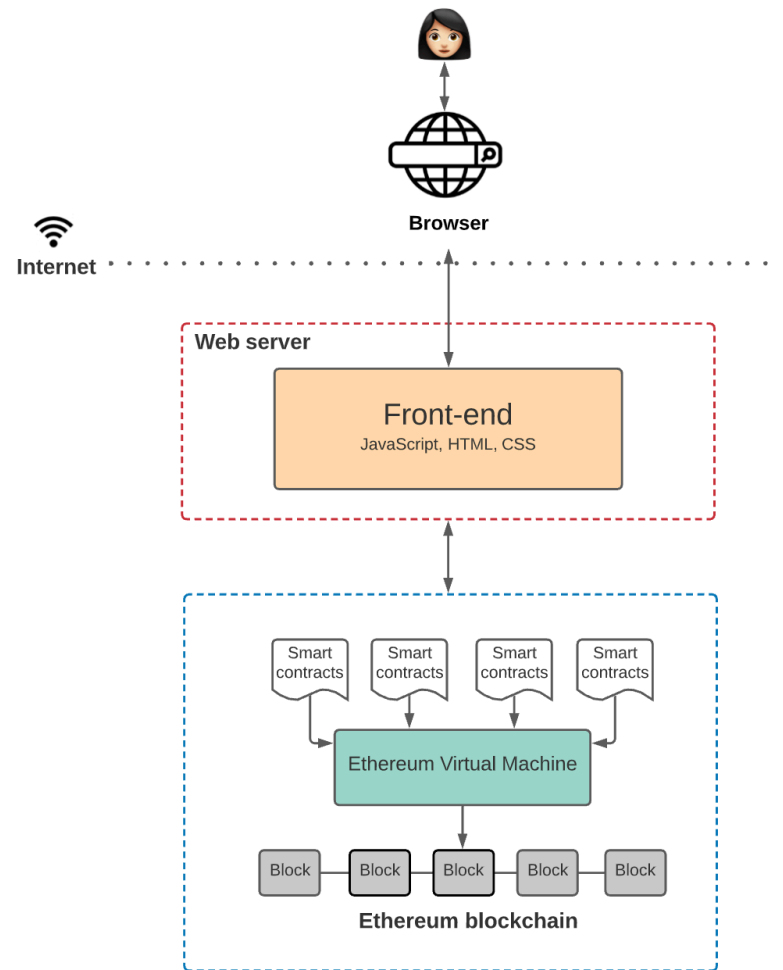 Browser
Internet
Web server
Front-end
JavaScript, HTML, CSS
Smart
contracts
Smart
contracts
Smart
contracts
Smart
contracts
Ethereum Virtual Machine
Block
Block
Block
Block
Block
Ethereum blockchain